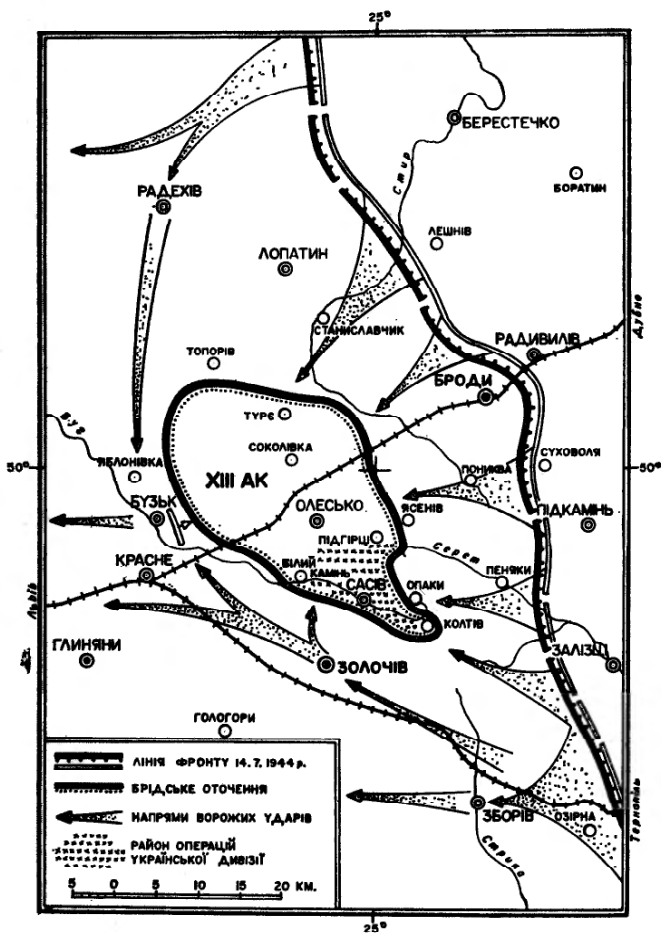 25°
БЕРЕСТЕЧКО
Стир
БОРАТИН
РАДЕХІВ
ЛЕШНІВ
ЛОПАТИН
СТАНИСЛАВЧИК
Дубно
РАДИВИЛІВ
ТОПОРІВ
БРОДИ
ТУРЄ
Буг
СУХОВОЛЯ
50°
ЯБЛОНІВКА
СОКОЛІВКА
ПОНИКВА
50°
XIII АК
БУЗЬК
ОЛЕСЬКО
ЯСЕНІВ
ПІДКАМІНЬ
ПІДГІРЦІ
Серет
КРАСНЕ
БІЛИЙ
КАМІНЬ
САСІВ
ОПАКИ
ПЕНЯКИ
Львів
КОЛТІВ
ГЛИНЯНИ
ЗОЛОЧІВ
ЗАЛІЗЦІ
ГОЛОГОРИ
ЛІНІЯ ФРОНТУ 14.7.1944 р.
БРІДСЬКЕ ОТОЧЕННЯ
НАПРЯМИ ВОРОЖИХ УДАРІВ
РАЙОН ОПЕРАЦІЙ
УКРАЇНСЬКОЇ ДИВІЗІЇ
5 0 5 10 15 20 КМ.
ЗБОРІВ
ОЗІРНА
Стрипа
Тернопіль
25°